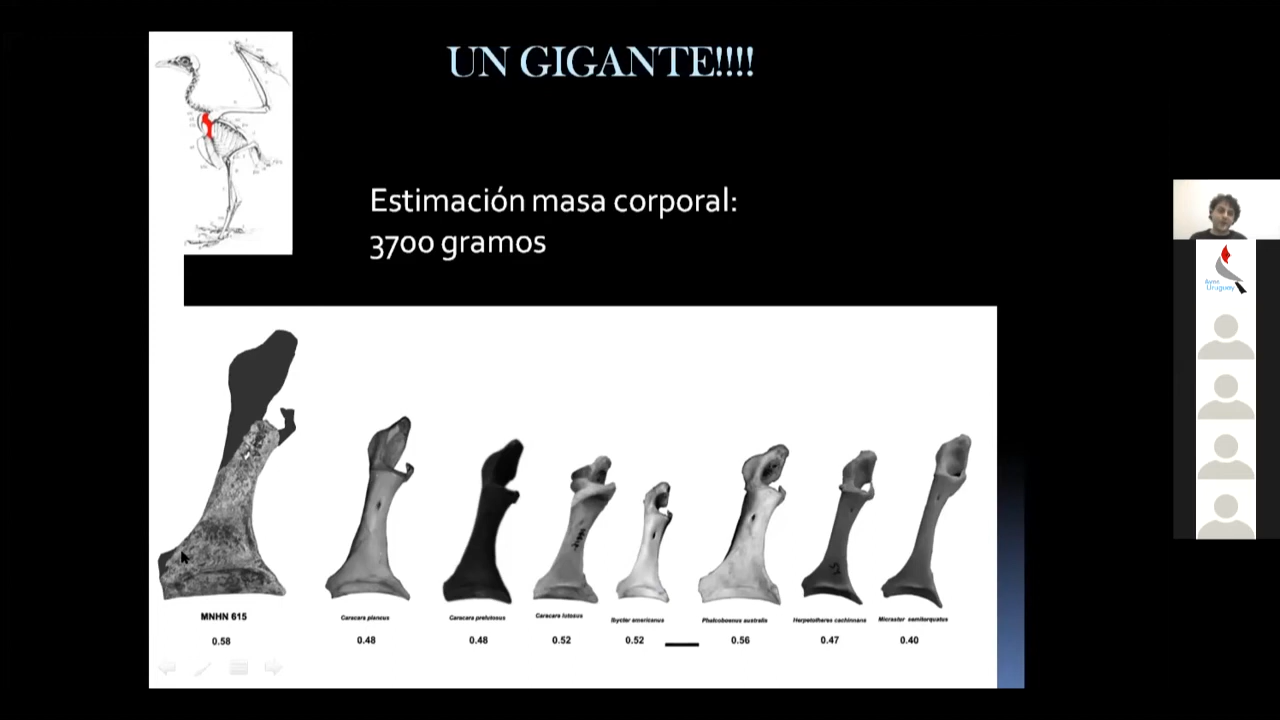 UN GIGANTE!!!!
Estimación masa corporal:
3700 gramos
Aves
Uruguay
MNHN 615
Caracara plancus
Caracara prelutosus
Caracara lutosus
Ibycter americanus
Phalcoboenus australis
Herpetotheres cachinnans
Micrastur semitorquatus
0.58
0.48
0.48
0.52
0.52
0.56
0.47
0.40